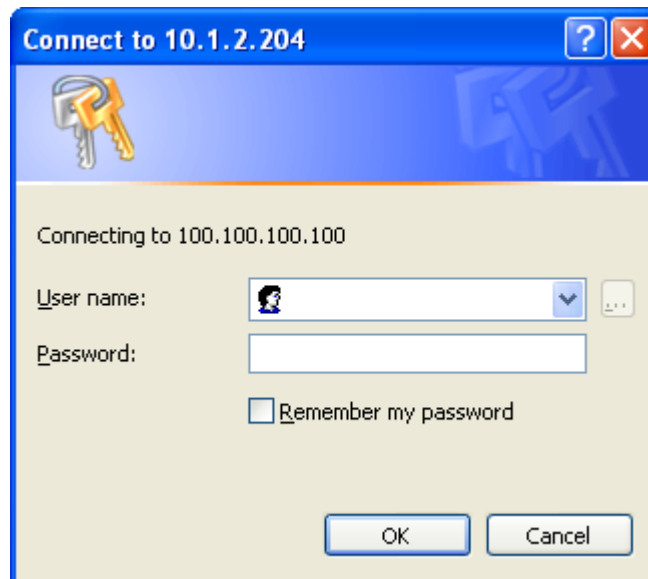 Connect to 10.1.2.204
Connecting to 100.100.100.100
User name:
...
Password:
Remember my password
OK
Cancel